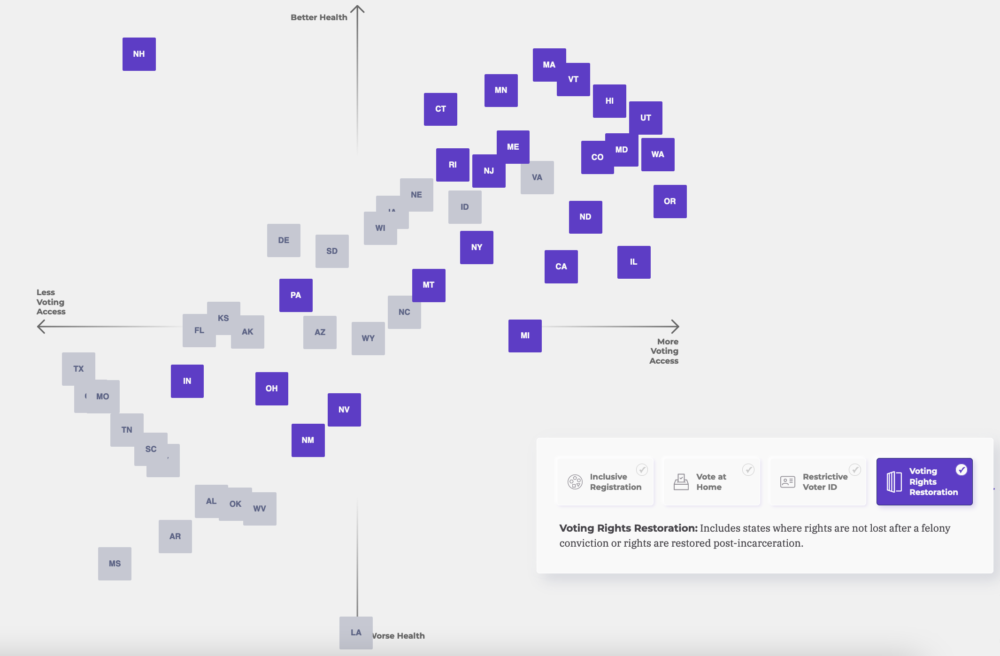 Better Health
NH
MA
VT
MN
HI
CT
UT
ME
MD
WA
CO
RI
NJ
VA
NE
OR
ID
ND
WI
DE
NY
SD
IL
CA
MT
Less
Voting
Access
PA
NC
KS
FL
AK
AZ
WY
MI
More
Voting
Access
TX
IN
OH
MO
NV
TN
NM
SC
AL
OK
WV
AR
MS
LA
Health
Inclusive
Registration
Vote at
Home
Restrictive
Voter ID
Voting
Rights
Restoration
Voting Rights Restoration: Includes states where rights are not lost after a felony
conviction or rights are restored post-incarceration.